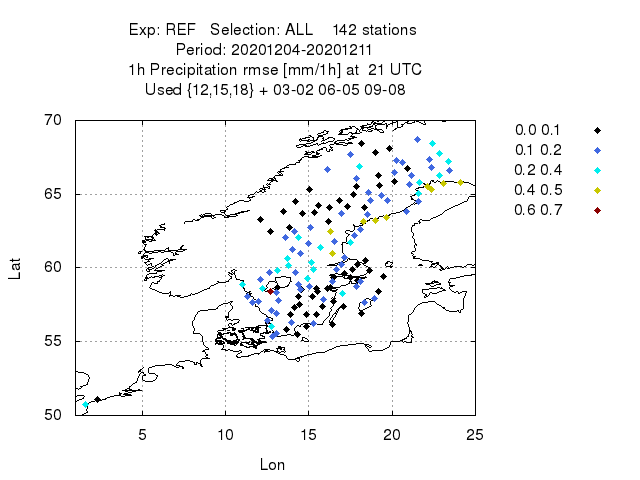 Exp: REF   Selection: ALL    142 stations
Period: 20201204-20201211
1h Precipitation rmse [mm/1h] at  21 UTC
Used {12,15,18} + 03-02 06-05 09-08
70
65
60
55
50
Lat
5 10 15 20 25
Lon
0.0 0.1
0.1 0.2
0.2 0.4
0.4 0.5
0.6 0.7